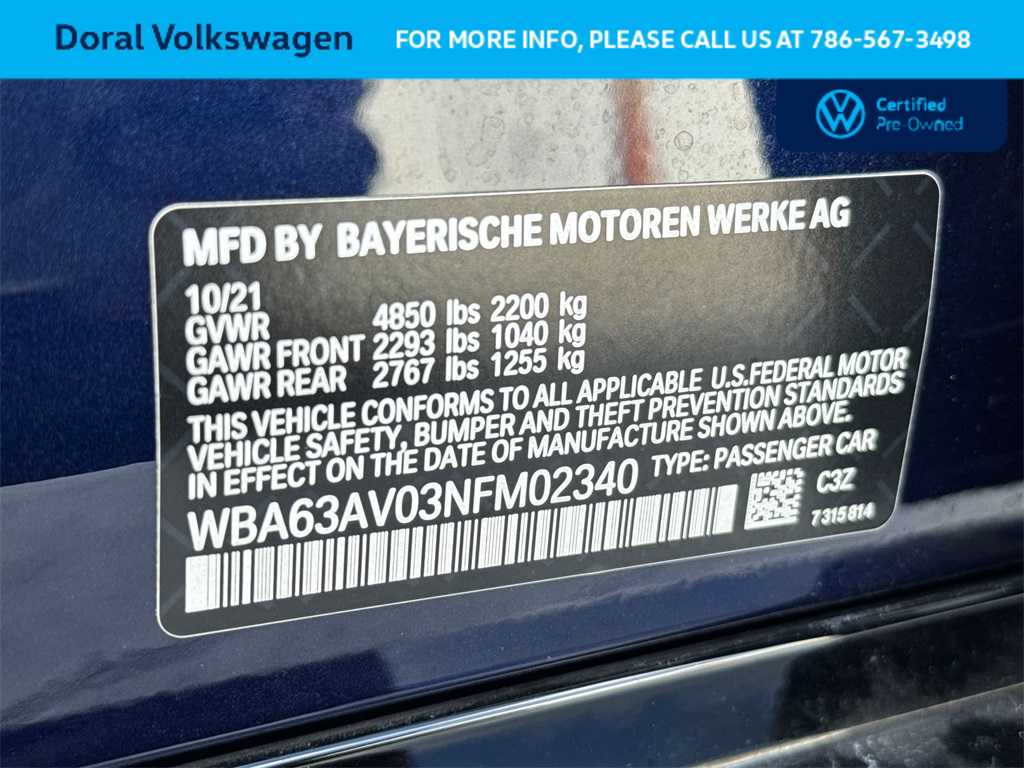 Doral Volkswagen
FOR MORE INFO, PLEASE CALL US AT 786-567-3498
Certified
Pre-Owned
MFD BY BAYERISCHE MOTOREN WERKE AG
10/21
GVWR 4850 lbs 2200 kg
GAWR FRONT 2293 lbs 1040 kg
GAWR REAR 2767 lbs 1255 kg
THIS VEHICLE CONFORMS TO ALL APPLICABLE U.S.FEDERAL MOTOR
VEHICLE SAFETY, BUMPER AND THEFT PREVENTION STANDARDS
IN EFFECT ON THE DATE OF MANUFACTURE SHOWN ABOVE.
WBA63AV03NFM02340 TYPE: PASSENGER CAR
C3Z
7315814